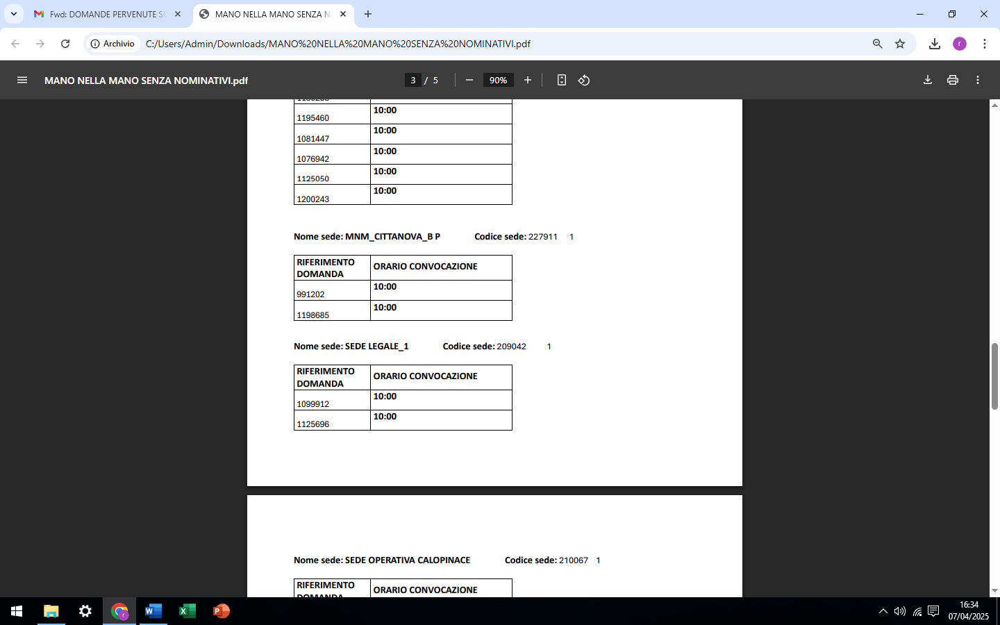 Fwd: DOMANDE PERVENUTE
MANO NELLA MANO SENZA N
Archivio
C:/Users/Admin/Downloads/MANO%20NELLA%20MANO%20SENZA%20NOMINATIVI.pdf
r
MANO NELLA MANO SENZA NOMINATIVI.pdf
3 / 5
90%
10:00
1195460
10:00
1081447
10:00
1076942
10:00
1125050
10:00
1200243
Nome sede: MNM_CITTANOVA_B P Codice sede: 227911 1
RIFERIMENTO
DOMANDA
ORARIO CONVOCAZIONE
10:00
991202
10:00
1198685
Nome sede: SEDE LEGALE_1 Codice sede: 209042 1
RIFERIMENTO
DOMANDA
ORARIO CONVOCAZIONE
10:00
1099912
10:00
1125696
Nome sede: SEDE OPERATIVA CALOPINACE Codice sede: 210067 1
RIFERIMENTO
DOMANDA
ORARIO CONVOCAZIONE
16:34
07/04/2025